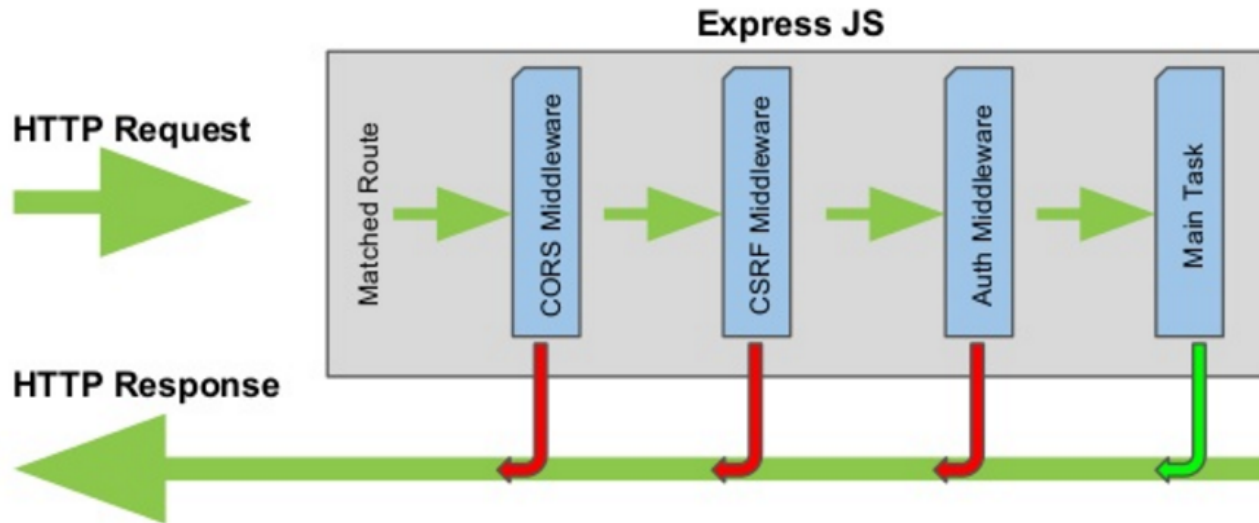 Express JS
HTTP Request
Matched Route
CORS Middleware
CSRF Middleware
Auth Middleware
Main Task
HTTP Response